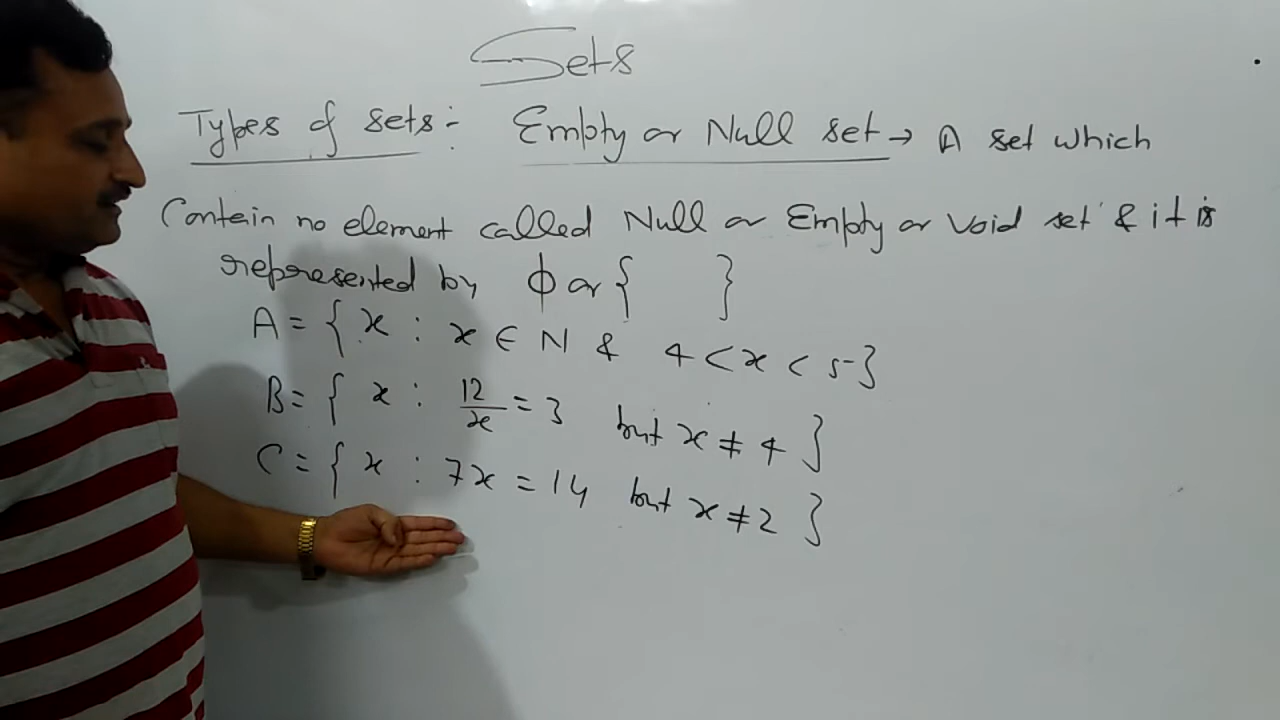 Sets
Types of sets:- Empty or Null set → A set which
Contain no element called Null or Empty or Void set & it is
represented by ϕ or { }
A = { x : x ∈ N & 4 < x < 5 }
B = { x : 12/x = 3 but x ≠ 4 }
C = { x : 7x = 14 but x ≠ 2 }